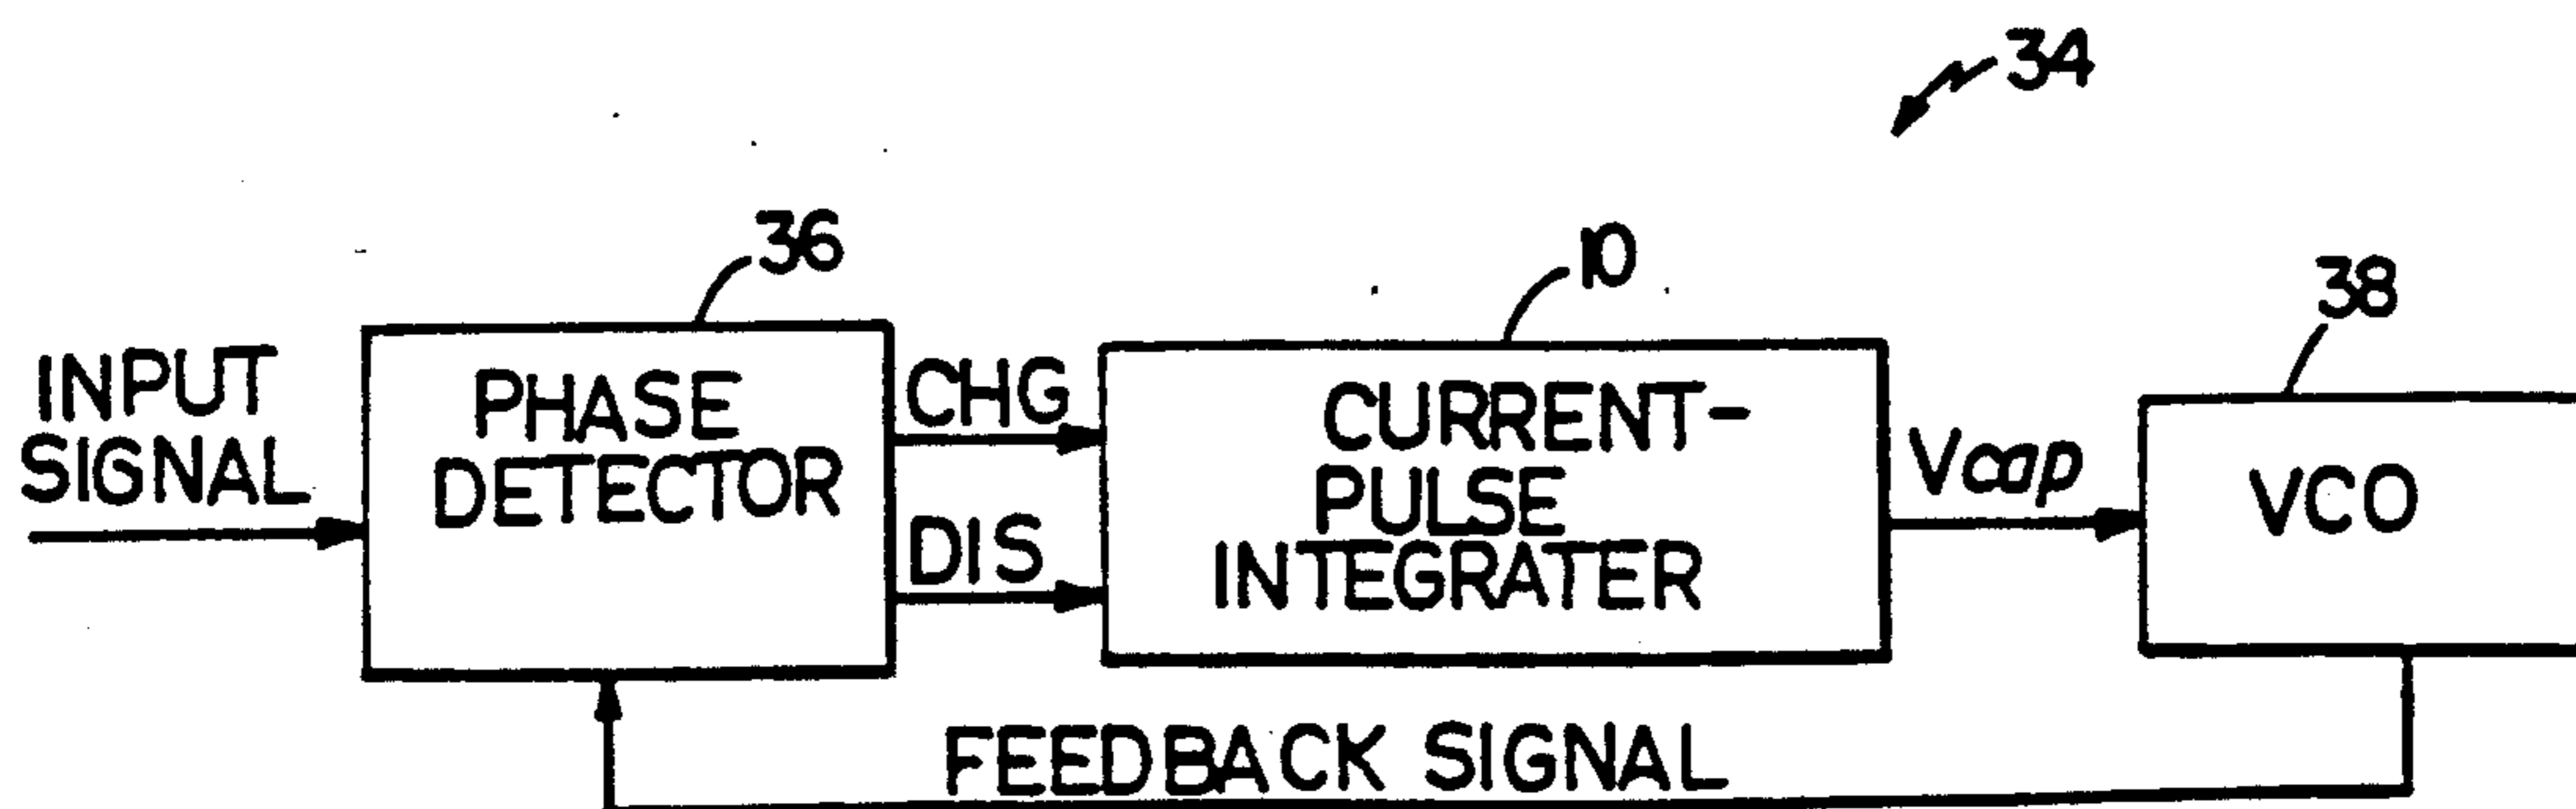 34
36
10
38
INPUT
SIGNAL
PHASE
DETECTOR
CHG
DIS
CURRENT-
PULSE
INTEGRATER
Vcap
VCO
FEEDBACK SIGNAL